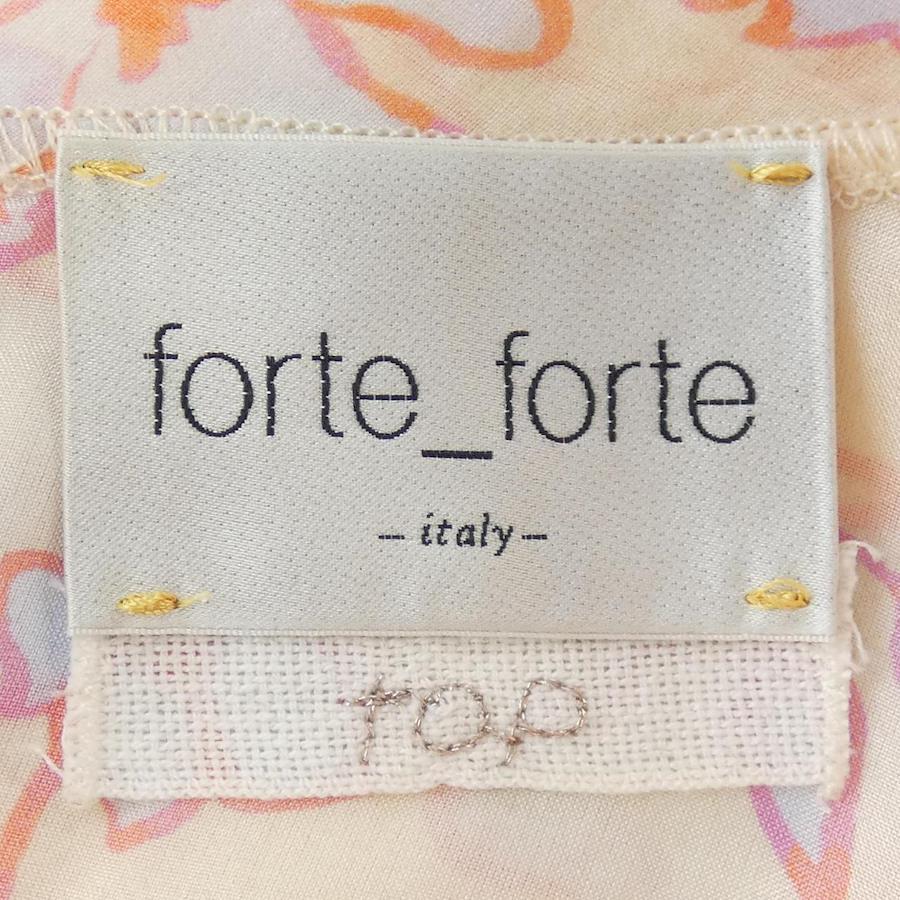 forte_forte
- italy -
top